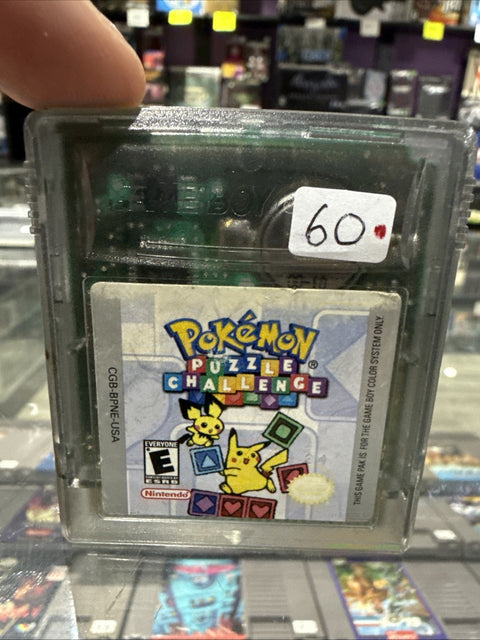 GAME BOY
60
POKéMON
PUZZLE ®
CHALLENGE
CGB-BPNE-USA
THIS GAME PAK IS FOR THE GAME BOY COLOR SYSTEM ONLY.
EVERYONE
E
Nintendo